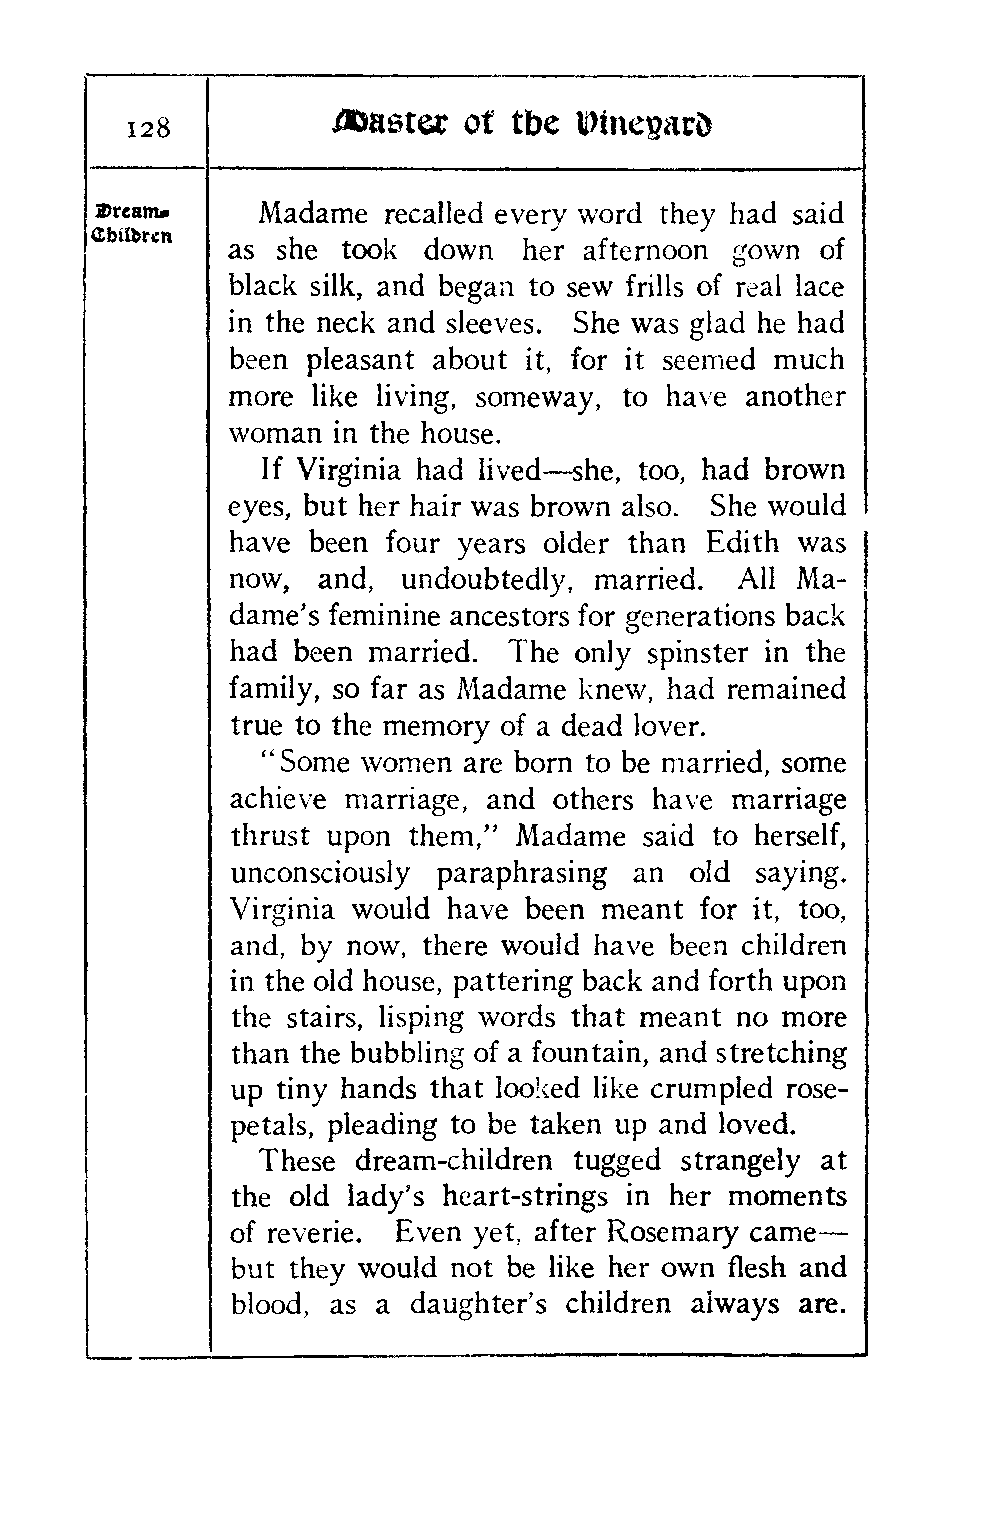 128
Master of the Vineyard
Dream-
Children
Madame recalled every word they had said
as she took down her afternoon gown of
black silk, and began to sew frills of real lace
in the neck and sleeves. She was glad he had
been pleasant about it, for it seemed much
more like living, someway, to have another
woman in the house.
If Virginia had lived—she, too, had brown
eyes, but her hair was brown also. She would
have been four years older than Edith was
now, and, undoubtedly, married. All Ma-
dame's feminine ancestors for generations back
had been married. The only spinster in the
family, so far as Madame knew, had remained
true to the memory of a dead lover.
"Some women are born to be married, some
achieve marriage, and others have marriage
thrust upon them," Madame said to herself,
unconsciously paraphrasing an old saying.
Virginia would have been meant for it, too,
and, by now, there would have been children
in the old house, pattering back and forth upon
the stairs, lisping words that meant no more
than the bubbling of a fountain, and stretching
up tiny hands that looked like crumpled rose-
petals, pleading to be taken up and loved.
These dream-children tugged strangely at
the old lady's heart-strings in her moments
of reverie. Even yet, after Rosemary came—
but they would not be like her own flesh and
blood, as a daughter's children always are.